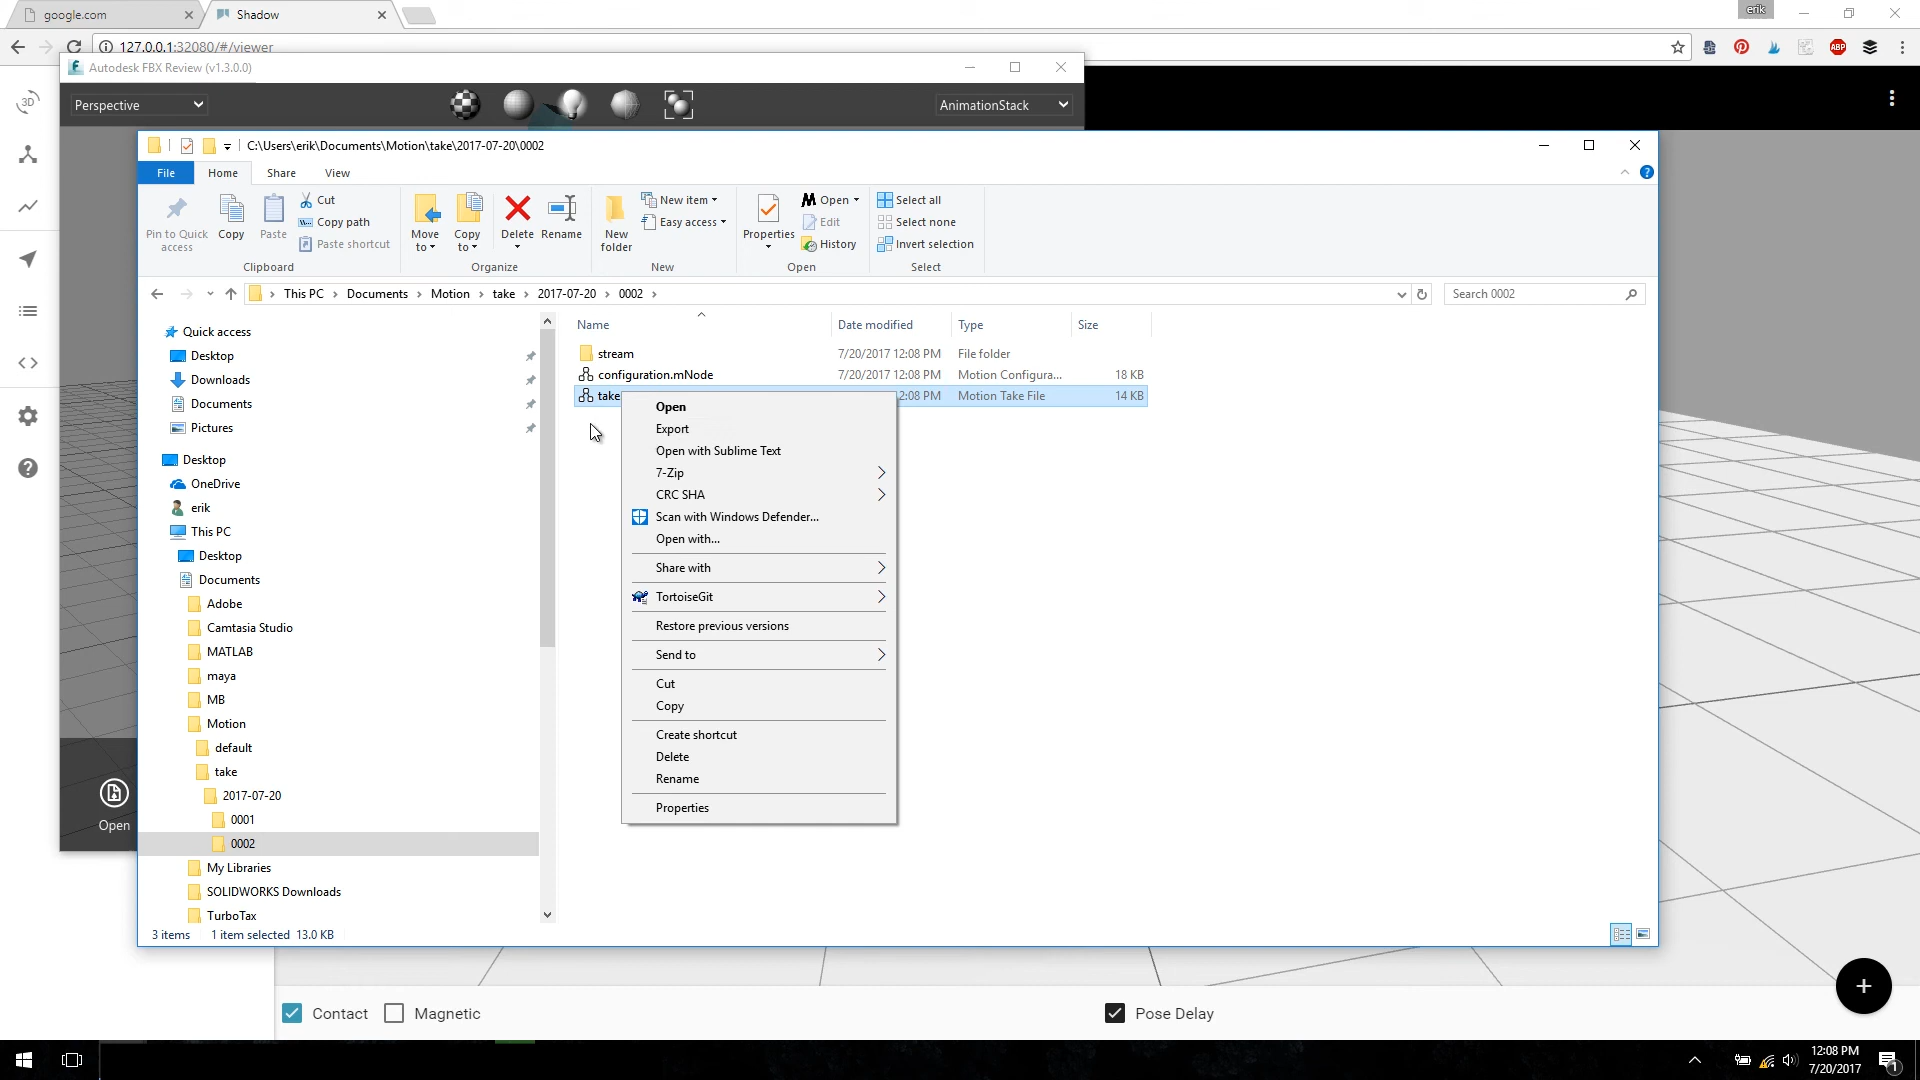 google.com
Shadow
erik
127.0.0.1:32080/#/viewer
ABP
3D
Autodesk FBX Review (v1.3.0.0)
Perspective
AnimationStack
C:\Users\erik\Documents\Motion\take\2017-07-20\0002
File
Home
Share
View
Pin to Quick access
Copy
Paste
Cut
Copy path
Paste shortcut
Clipboard
Move to
Copy to
Delete
Rename
Organize
New folder
New item
Easy access
New
Properties
Open
Edit
History
Open
Select all
Select none
Invert selection
Select
This PC
Documents
Motion
take
2017-07-20
0002
Search 0002
Quick access
Desktop
Downloads
Documents
Pictures
Desktop
OneDrive
erik
This PC
Desktop
Documents
Adobe
Camtasia Studio
MATLAB
maya
MB
Motion
default
take
2017-07-20
0001
0002
My Libraries
SOLIDWORKS Downloads
TurboTax
Name
Date modified
Type
Size
stream 7/20/2017 12:08 PM File folder
configuration.mNode 7/20/2017 12:08 PM Motion Configura... 18 KB
take 2:08 PM Motion Take File 14 KB
Open
Export
Open with Sublime Text
7-Zip
CRC SHA
Scan with Windows Defender...
Open with...
Share with
TortoiseGit
Restore previous versions
Send to
Cut
Copy
Create shortcut
Delete
Rename
Properties
Open
3 items 1 item selected 13.0 KB
Contact
Magnetic
Pose Delay
+
12:08 PM
7/20/2017
1